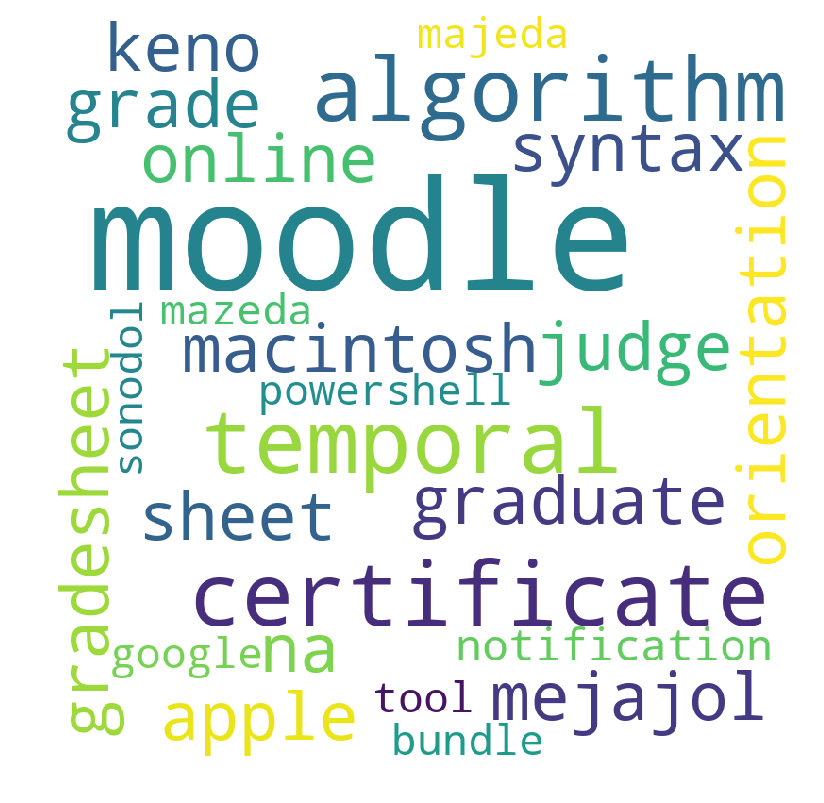 majeda
keno
algorithm
grade
syntax
online
orientation
moodle
mazeda
sonodol
macintosh
judge
gradesheet
powershell
temporal
graduate
sheet
certificate
notification
google
na
mejajol
tool
apple
bundle